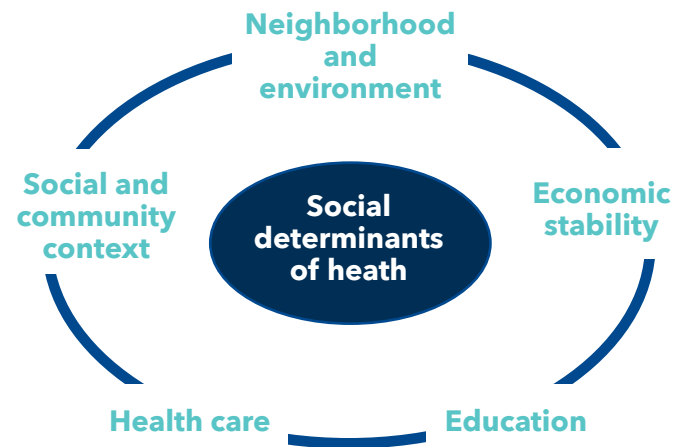 Neighborhood
and
environment
Social and
community
context
Social
determinants
of heath
Economic
stability
Health care
Education